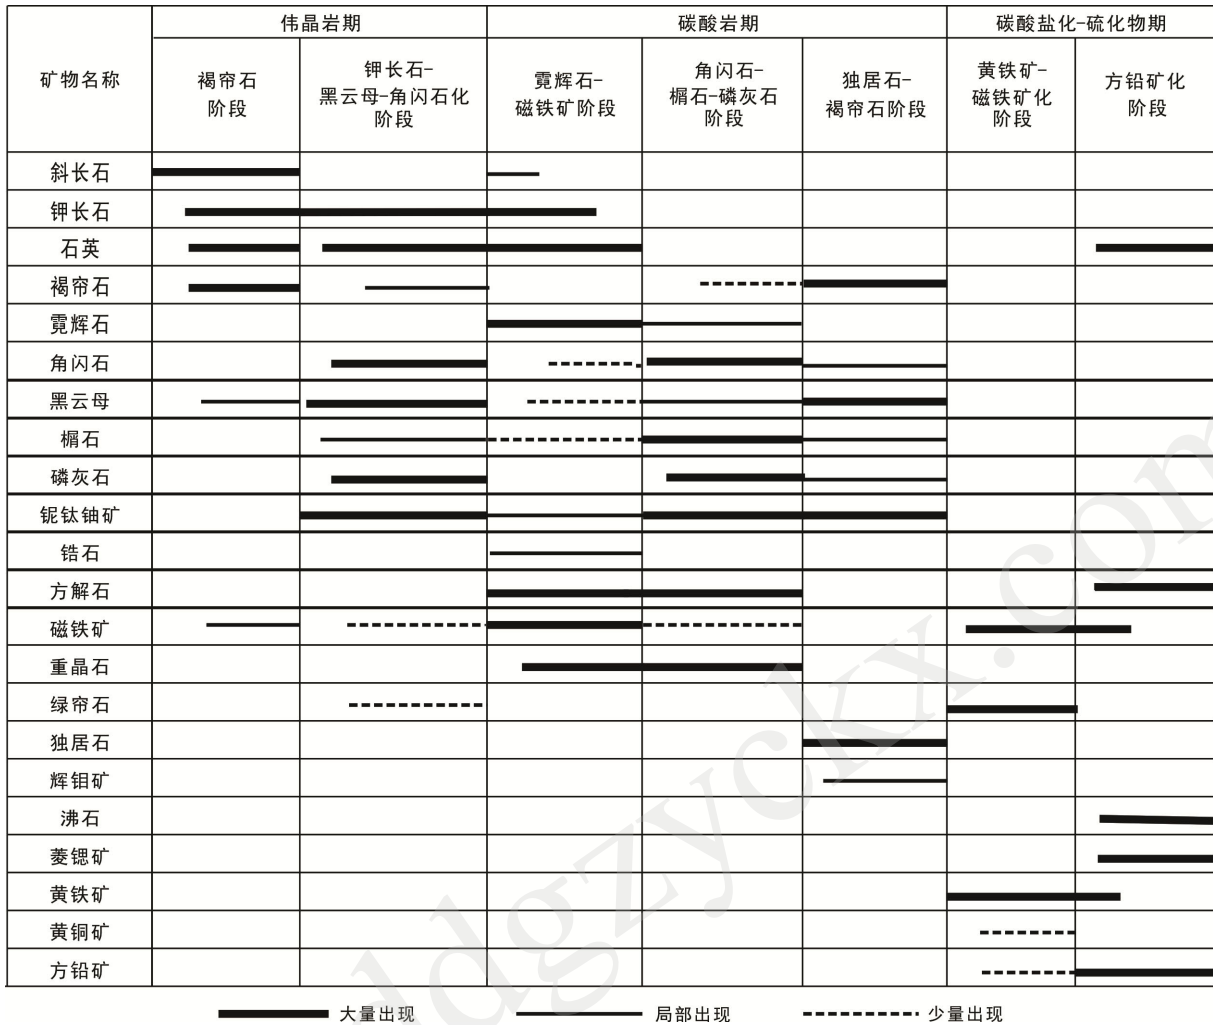 伟晶岩期
碳酸岩期
碳酸盐化-硫化物期
矿物名称
褐帘石
阶段
钾长石-
黑云母-角闪石化
阶段
霓辉石-
磁铁矿阶段
角闪石-
榍石-磷灰石
阶段
独居石-
褐帘石阶段
黄铁矿-
磁铁矿化
阶段
方铅矿化
阶段
斜长石
钾长石
石英
褐帘石
霓辉石
角闪石
黑云母
榍石
磷灰石
铌钛铀矿
锆石
方解石
磁铁矿
重晶石
绿帘石
独居石
辉钼矿
沸石
菱锶矿
黄铁矿
黄铜矿
方铅矿
大量出现
局部出现
少量出现
ddgzyckx.com